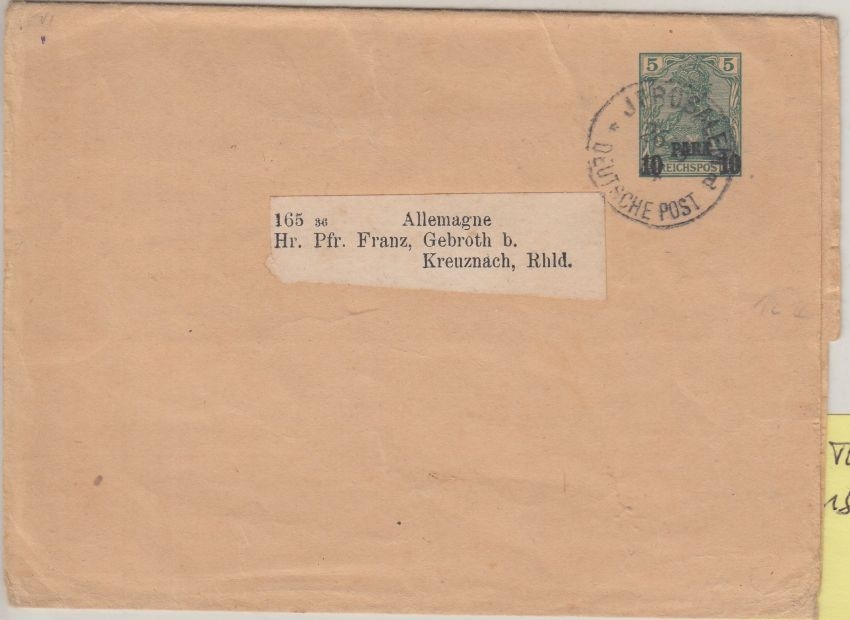 5 5
JERUSALEM
PARA
10 10
REICHSPOST
DEUTSCHE POST
165 36 Allemagne
Hr. Pfr. Franz, Gebroth b.
Kreuznach, Rhld.